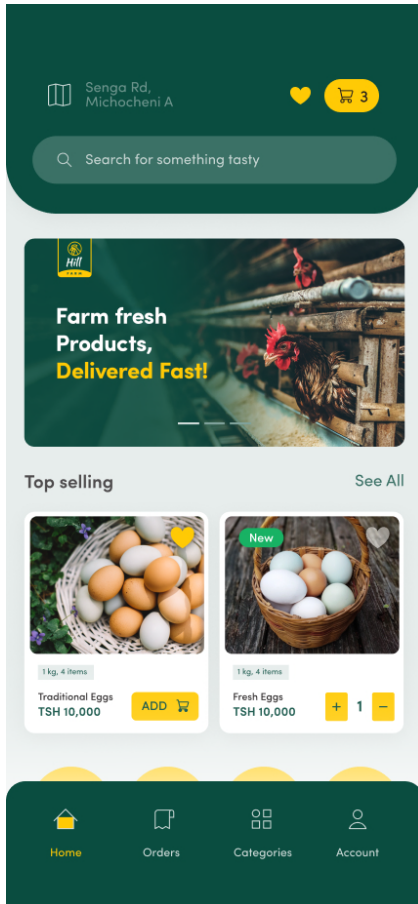 Senga Rd,
Michocheni A
3
Search for something tasty
Hill
FARM
Farm fresh
Products,
Delivered Fast!
Top selling
See All
New
1 kg, 4 items
Traditional Eggs
TSH 10,000
ADD
1 kg, 4 items
Fresh Eggs
TSH 10,000
+ 1 −
Home
Orders
Categories
Account